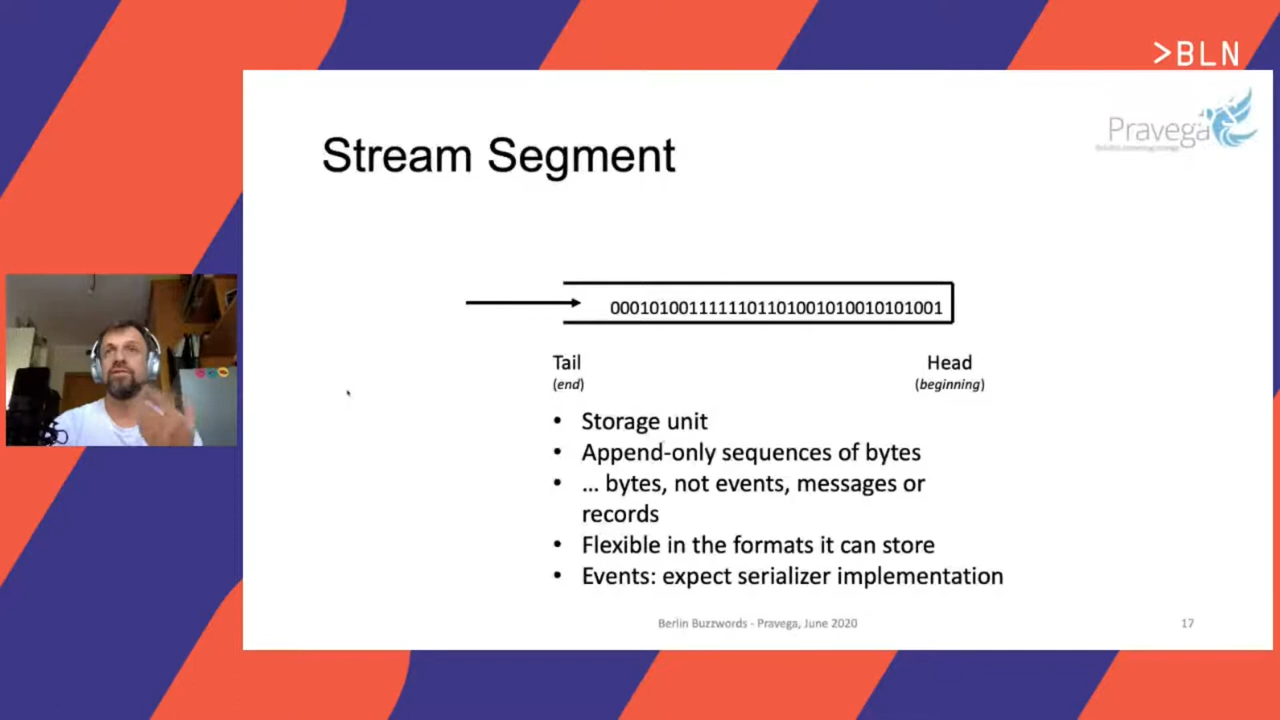 >BLN
Pravega
Stream Segment
00010100111111101101001010010101001
Tail
(end)
Head
(beginning)
• Storage unit
• Append-only sequences of bytes
• ... bytes, not events, messages or
records
• Flexible in the formats it can store
• Events: expect serializer implementation
Berlin Buzzwords - Pravega, June 2020
17